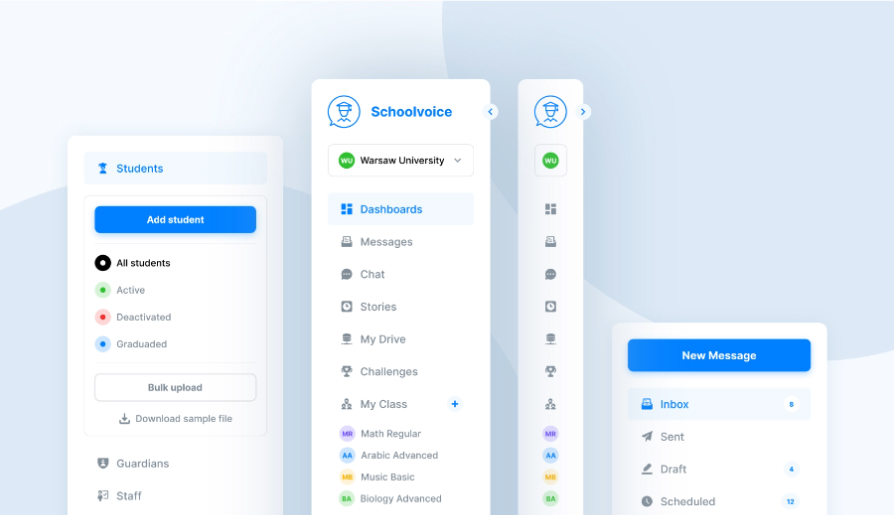 Students
Add student
All students
Active
Deactivated
Graduaded
Bulk upload
Download sample file
Guardians
Staff
Schoolvoice
WU Warsaw University
Dashboards
Messages
Chat
Stories
My Drive
Challenges
My Class +
MR Math Regular
AA Arabic Advanced
MB Music Basic
BA Biology Advanced
WU
MR
AA
MB
BA
New Message
Inbox 8
Sent
Draft 4
Scheduled 12